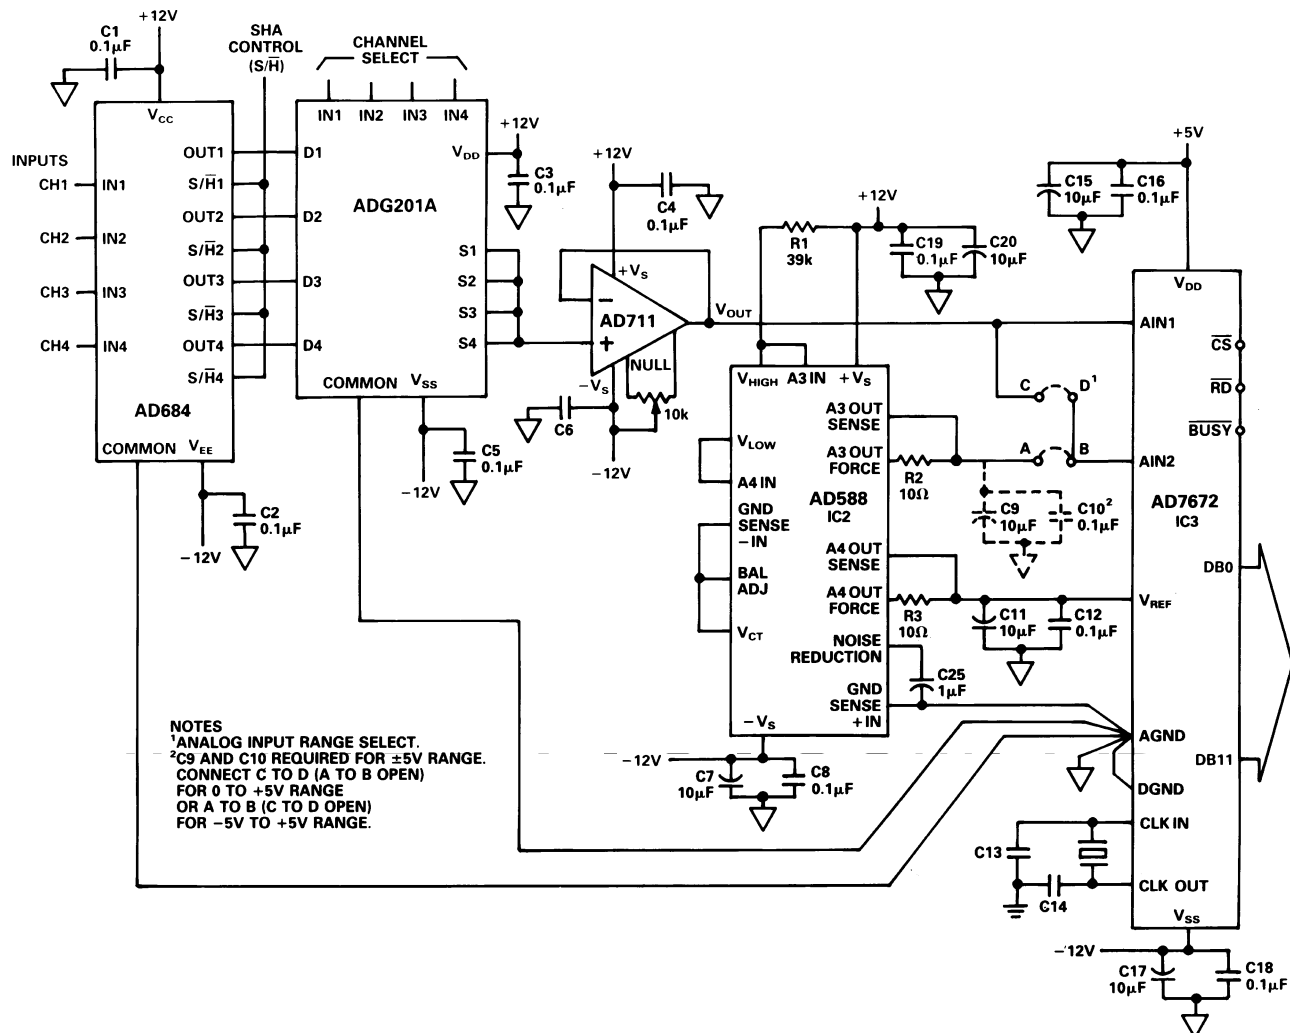 +12V
C1
0.1µF
SHA
CONTROL
(S/H̅)
CHANNEL
SELECT
VCC
IN1
IN2
IN3
IN4
+12V
VDD
C3
0.1µF
INPUTS
CH1
CH2
CH3
CH4
IN1
IN2
IN3
IN4
OUT1
S/H̅1
OUT2
S/H̅2
OUT3
S/H̅3
OUT4
S/H̅4
AD684
COMMON
VEE
C2
0.1µF
−12V
D1
D2
D3
D4
ADG201A
S1
S2
S3
S4
COMMON
VSS
C5
0.1µF
−12V
+12V
C4
0.1µF
+VS
−
AD711
+
NULL
−VS
10k
C6
−12V
VOUT
R1
39k
+12V
C19
0.1µF
C20
10µF
VHIGH
A3 IN
+VS
A3 OUT
SENSE
A3 OUT
FORCE
VLOW
A4 IN
GND
SENSE
−IN
BAL
ADJ
VCT
AD588
IC2
A4 OUT
SENSE
A4 OUT
FORCE
NOISE
REDUCTION
GND
SENSE
+IN
−VS
R2
10Ω
R3
10Ω
C9
10µF
C10²
0.1µF
C11
10µF
C12
0.1µF
C25
1µF
−12V
C7
10µF
C8
0.1µF
C
D¹
A
B
+5V
C15
10µF
C16
0.1µF
VDD
AIN1
C̅S̅
R̅D̅
B̅U̅S̅Y̅
AIN2
AD7672
IC3
DB0
VREF
AGND
DB11
DGND
CLK IN
CLK OUT
VSS
C13
C14
−12V
C17
10µF
C18
0.1µF
NOTES
¹ANALOG INPUT RANGE SELECT.
²C9 AND C10 REQUIRED FOR ±5V RANGE.
CONNECT C TO D (A TO B OPEN)
FOR 0 TO +5V RANGE
OR A TO B (C TO D OPEN)
FOR −5V TO +5V RANGE.